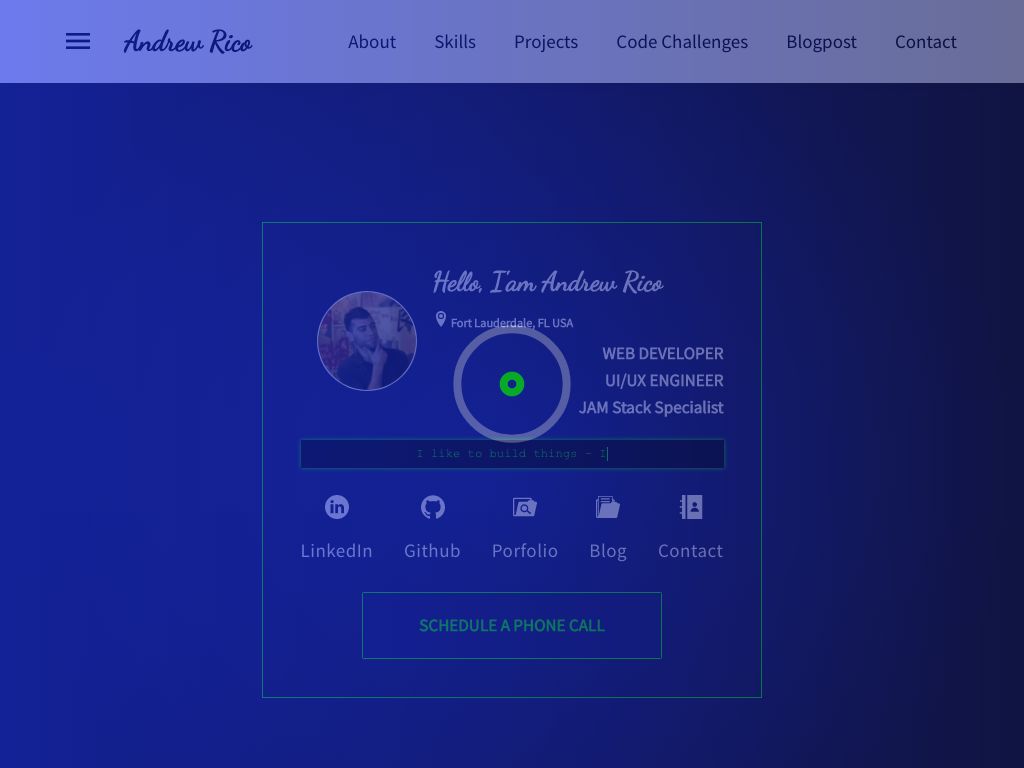 Andrew Rico About Skills Projects Code Challenges Blogpost Contact
Hello, I'am Andrew Rico
Fort Lauderdale, FL USA
WEB DEVELOPER
UI/UX ENGINEER
JAM Stack Specialist
I like to build things - I
LinkedIn Github Porfolio Blog Contact
SCHEDULE A PHONE CALL